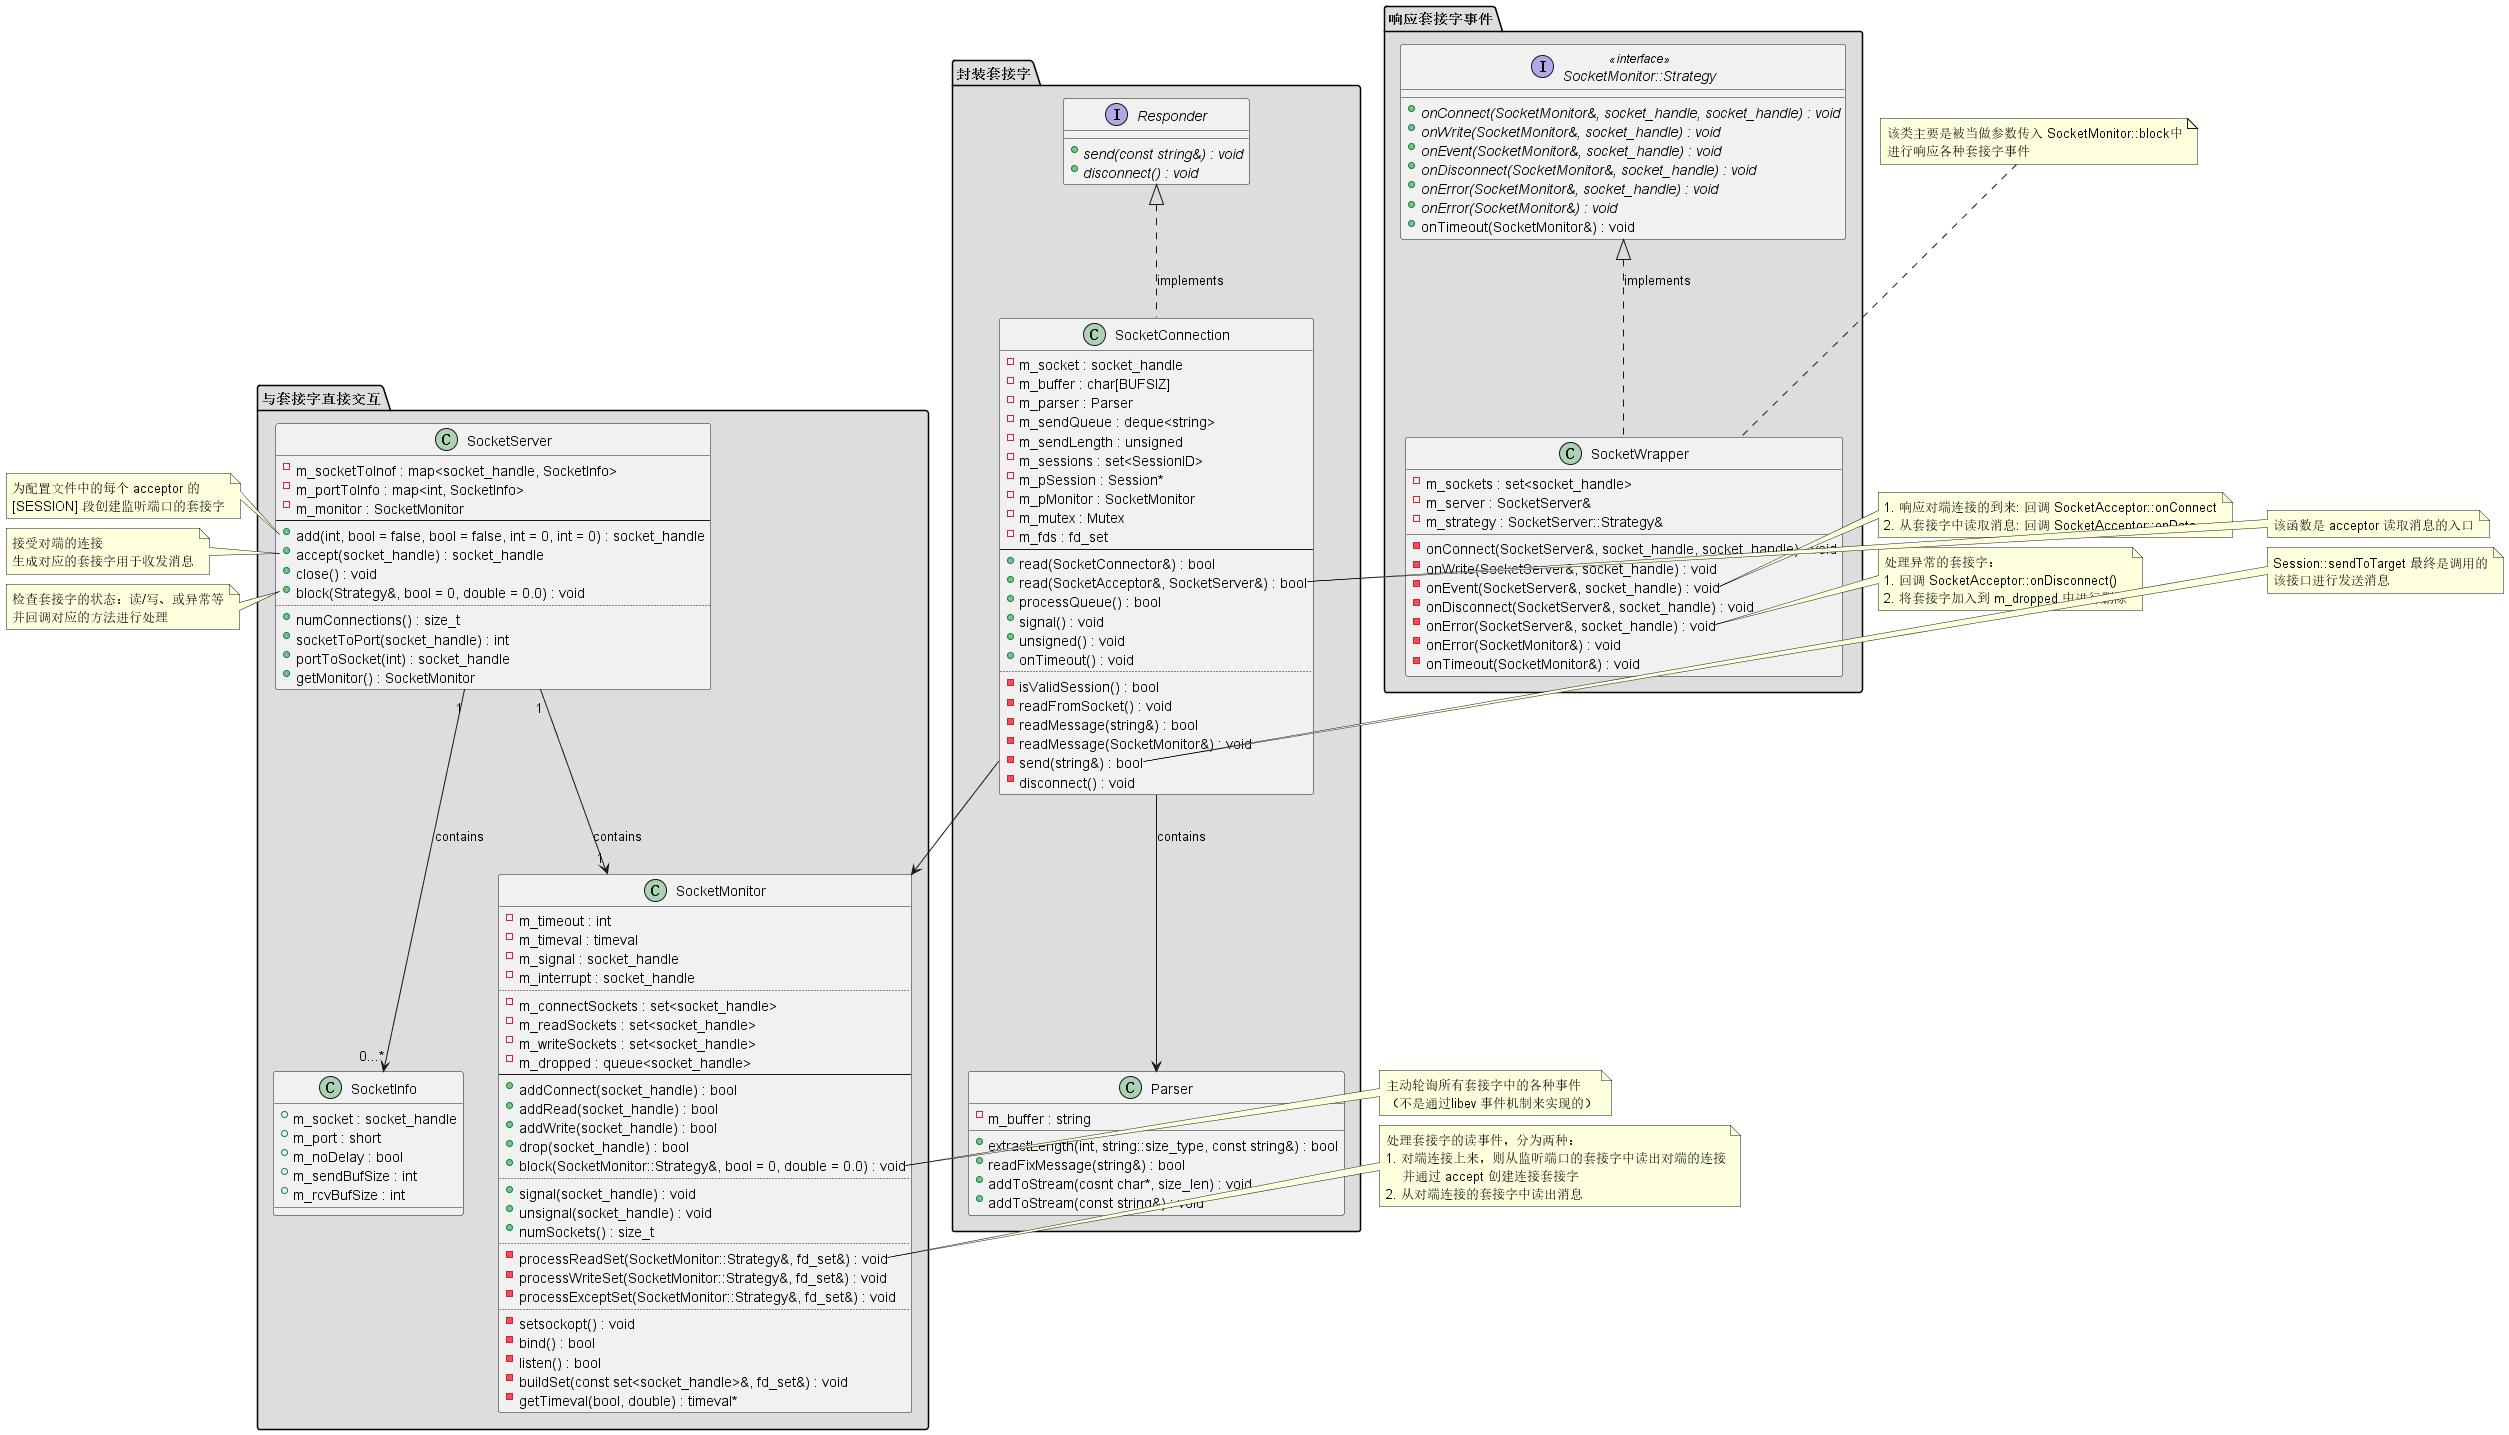 响应套接字事件
I
«interface»
SocketMonitor::Strategy
onConnect(SocketMonitor&, socket_handle, socket_handle) : void
onWrite(SocketMonitor&, socket_handle) : void
onEvent(SocketMonitor&, socket_handle) : void
onDisconnect(SocketMonitor&, socket_handle) : void
onError(SocketMonitor&, socket_handle) : void
onError(SocketMonitor&) : void
onTimeout(SocketMonitor&) : void
implements
C SocketWrapper
m_sockets : set<socket_handle>
m_server : SocketServer&
m_strategy : SocketServer::Strategy&
onConnect(SocketServer&, socket_handle, socket_handle) : void
onWrite(SocketServer&, socket_handle) : void
onEvent(SocketServer&, socket_handle) : void
onDisconnect(SocketServer&, socket_handle) : void
onError(SocketServer&, socket_handle) : void
onError(SocketMonitor&) : void
onTimeout(SocketMonitor&) : void
该类主要是被当做参数传入 SocketMonitor::block中
进行响应各种套接字事件
1. 响应对端连接的到来: 回调 SocketAcceptor::onConnect
2. 从套接字中读取消息: 回调 SocketAcceptor::onData
该函数是 acceptor 读取消息的入口
处理异常的套接字：
1. 回调 SocketAcceptor::onDisconnect()
2. 将套接字加入到 m_dropped 中进行删除
Session::sendToTarget 最终是调用的
该接口进行发送消息
封装套接字
I Responder
send(const string&) : void
disconnect() : void
implements
C SocketConnection
m_socket : socket_handle
m_buffer : char[BUFSIZ]
m_parser : Parser
m_sendQueue : deque<string>
m_sendLength : unsigned
m_sessions : set<SessionID>
m_pSession : Session*
m_pMonitor : SocketMonitor
m_mutex : Mutex
m_fds : fd_set
read(SocketConnector&) : bool
read(SocketAcceptor&, SocketServer&) : bool
processQueue() : bool
signal() : void
unsigned() : void
onTimeout() : void
isValidSession() : bool
readFromSocket() : void
readMessage(string&) : bool
readMessage(SocketMonitor&) : void
send(string&) : bool
disconnect() : void
contains
C Parser
m_buffer : string
extractLength(int, string::size_type, const string&) : bool
readFixMessage(string&) : bool
addToStream(cosnt char*, size_len) : void
addToStream(const string&) : void
与套接字直接交互
C SocketServer
m_socketToInof : map<socket_handle, SocketInfo>
m_portToInfo : map<int, SocketInfo>
m_monitor : SocketMonitor
add(int, bool = false, bool = false, int = 0, int = 0) : socket_handle
accept(socket_handle) : socket_handle
close() : void
block(Strategy&, bool = 0, double = 0.0) : void
numConnections() : size_t
socketToPort(socket_handle) : int
portToSocket(int) : socket_handle
getMonitor() : SocketMonitor
为配置文件中的每个 acceptor 的
[SESSION] 段创建监听端口的套接字
接受对端的连接
生成对应的套接字用于收发消息
检查套接字的状态：读/写、或异常等
并回调对应的方法进行处理
1
1
contains
contains
1
0...*
C SocketInfo
m_socket : socket_handle
m_port : short
m_noDelay : bool
m_sendBufSize : int
m_rcvBufSize : int
C SocketMonitor
m_timeout : int
m_timeval : timeval
m_signal : socket_handle
m_interrupt : socket_handle
m_connectSockets : set<socket_handle>
m_readSockets : set<socket_handle>
m_writeSockets : set<socket_handle>
m_dropped : queue<socket_handle>
addConnect(socket_handle) : bool
addRead(socket_handle) : bool
addWrite(socket_handle) : bool
drop(socket_handle) : bool
block(SocketMonitor::Strategy&, bool = 0, double = 0.0) : void
signal(socket_handle) : void
unsignal(socket_handle) : void
numSockets() : size_t
processReadSet(SocketMonitor::Strategy&, fd_set&) : void
processWriteSet(SocketMonitor::Strategy&, fd_set&) : void
processExceptSet(SocketMonitor::Strategy&, fd_set&) : void
setsockopt() : void
bind() : bool
listen() : bool
buildSet(const set<socket_handle>&, fd_set&) : void
getTimeval(bool, double) : timeval*
主动轮询所有套接字中的各种事件
（不是通过libev 事件机制来实现的）
处理套接字的读事件，分为两种：
1. 对端连接上来，则从监听端口的套接字中读出对端的连接
并通过 accept 创建连接套接字
2. 从对端连接的套接字中读出消息